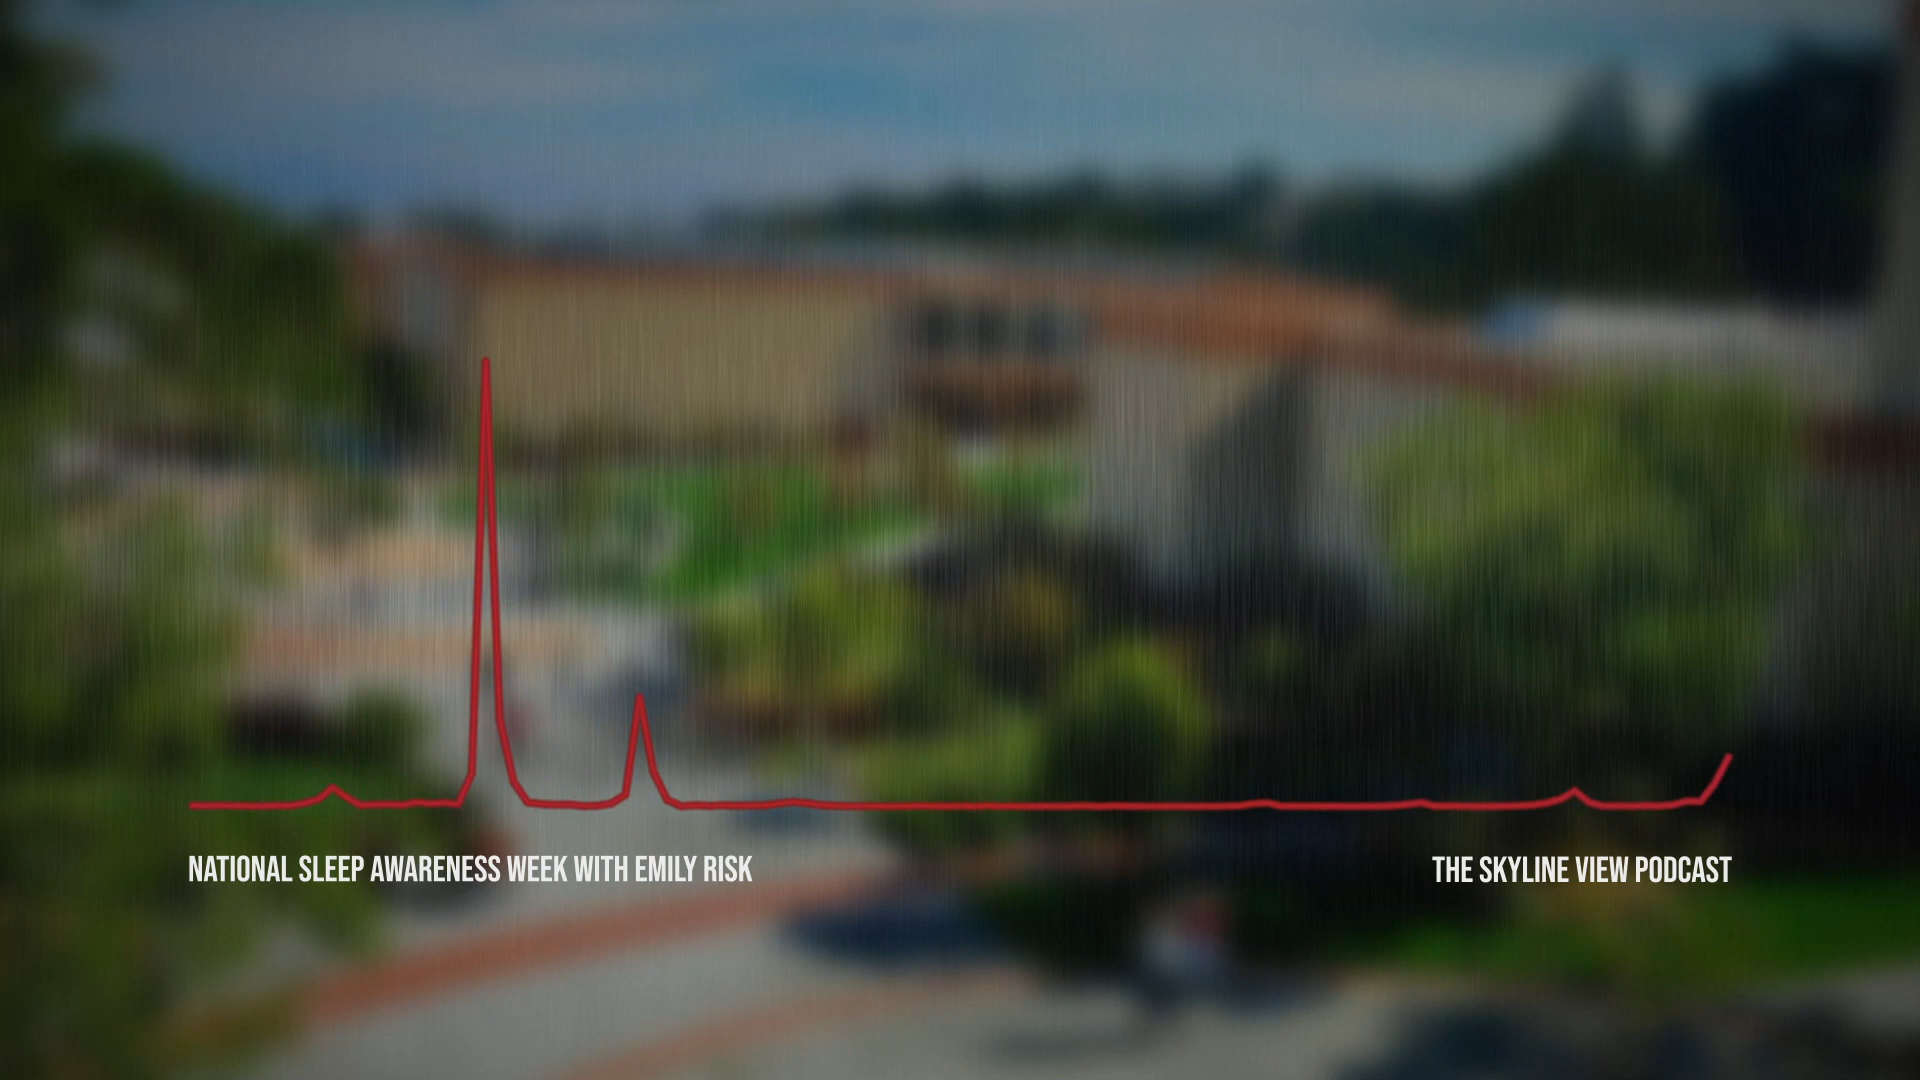 NATIONAL SLEEP AWARENESS WEEK WITH EMILY RISK
THE SKYLINE VIEW PODCAST